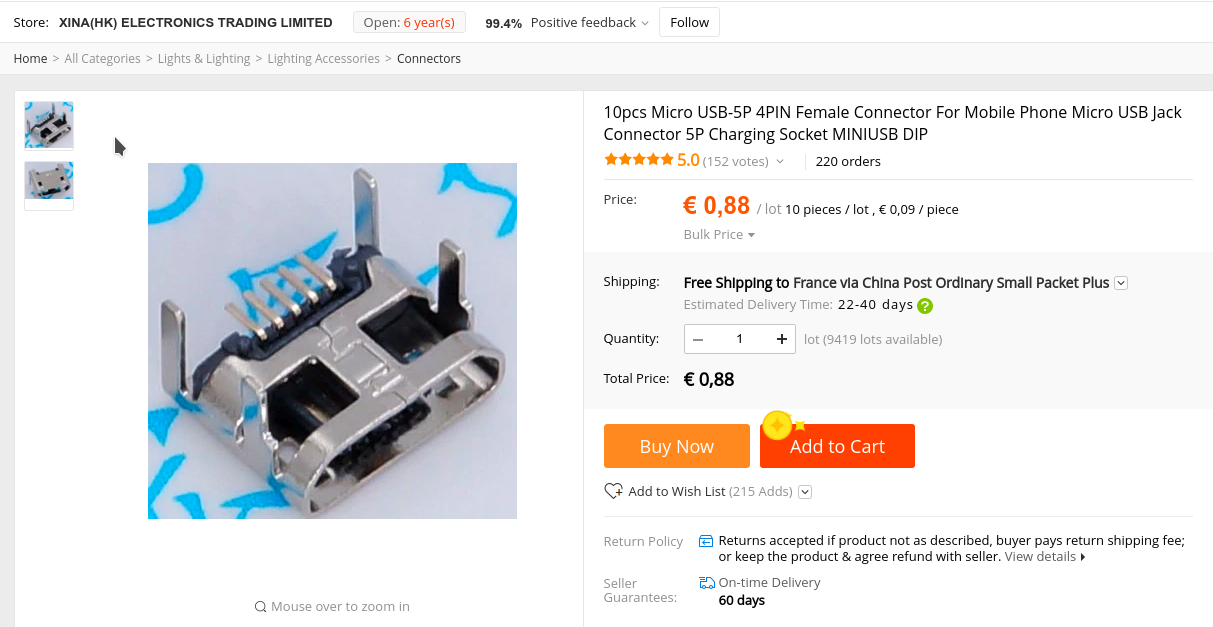 Store: XINA(HK) ELECTRONICS TRADING LIMITED Open: 6 year(s) 99.4% Positive feedback Follow
Home > All Categories > Lights & Lighting > Lighting Accessories > Connectors
10pcs Micro USB-5P 4PIN Female Connector For Mobile Phone Micro USB Jack
Connector 5P Charging Socket MINIUSB DIP
5.0 (152 votes) 220 orders
Price: € 0,88 / lot 10 pieces / lot , € 0,09 / piece
Bulk Price
Shipping: Free Shipping to France via China Post Ordinary Small Packet Plus
Estimated Delivery Time: 22-40 days ?
Quantity: − 1 + lot (9419 lots available)
Total Price: € 0,88
Buy Now Add to Cart
Add to Wish List (215 Adds)
Return Policy Returns accepted if product not as described, buyer pays return shipping fee;
or keep the product & agree refund with seller. View details
Seller On-time Delivery
Guarantees: 60 days
Mouse over to zoom in